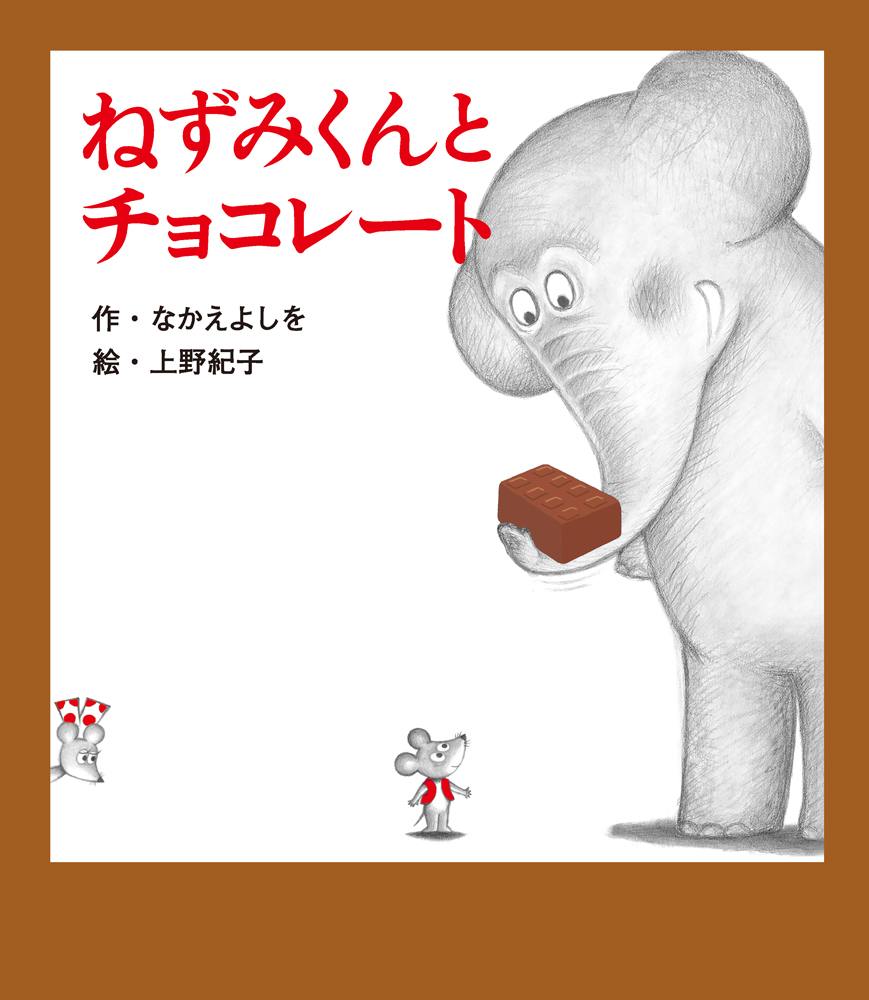 ねずみくんと
チョコレート
作・なかえよしを
絵・上野紀子